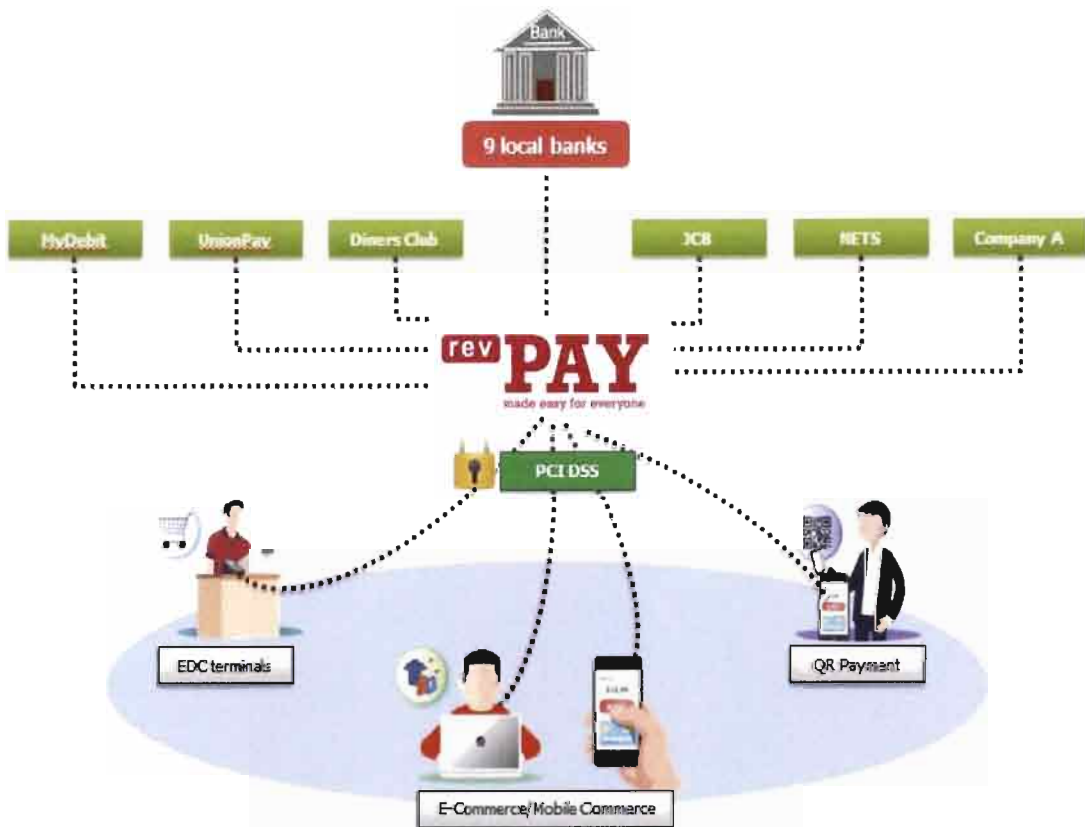 Bank
9 local banks
MyDebit
UnionPay
Diners Club
JCB
NETS
Company A
rev PAY
made easy for everyone
PCI DSS
EDC terminals
QR Payment
E-Commerce/Mobile Commerce